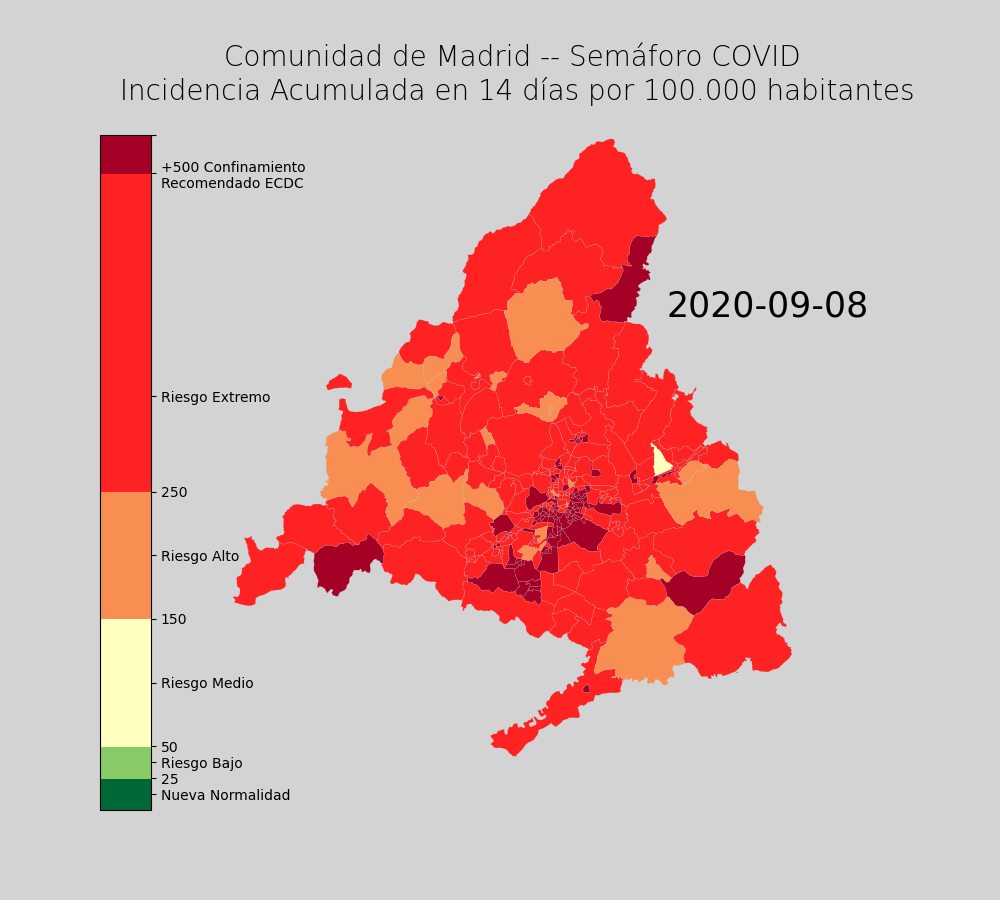 Comunidad de Madrid -- Semáforo COVID
Incidencia Acumulada en 14 días por 100.000 habitantes
+500 Confinamiento
Recomendado ECDC
2020-09-08
Riesgo Extremo
250
Riesgo Alto
150
Riesgo Medio
50
Riesgo Bajo
25
Nueva Normalidad